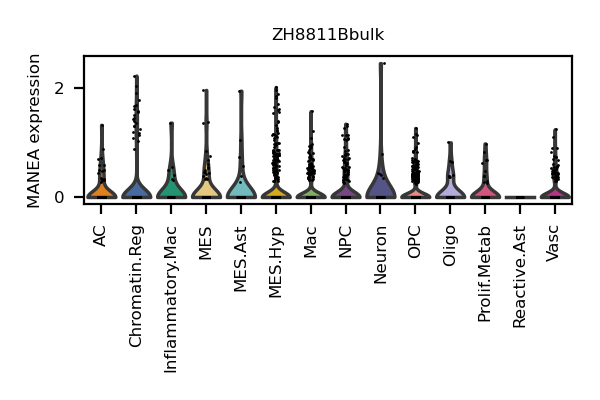 ZH8811Bbulk
MANEA expression
2
0
AC
Chromatin.Reg
Inflammatory.Mac
MES
MES.Ast
MES.Hyp
Mac
NPC
Neuron
OPC
Oligo
Prolif.Metab
Reactive.Ast
Vasc